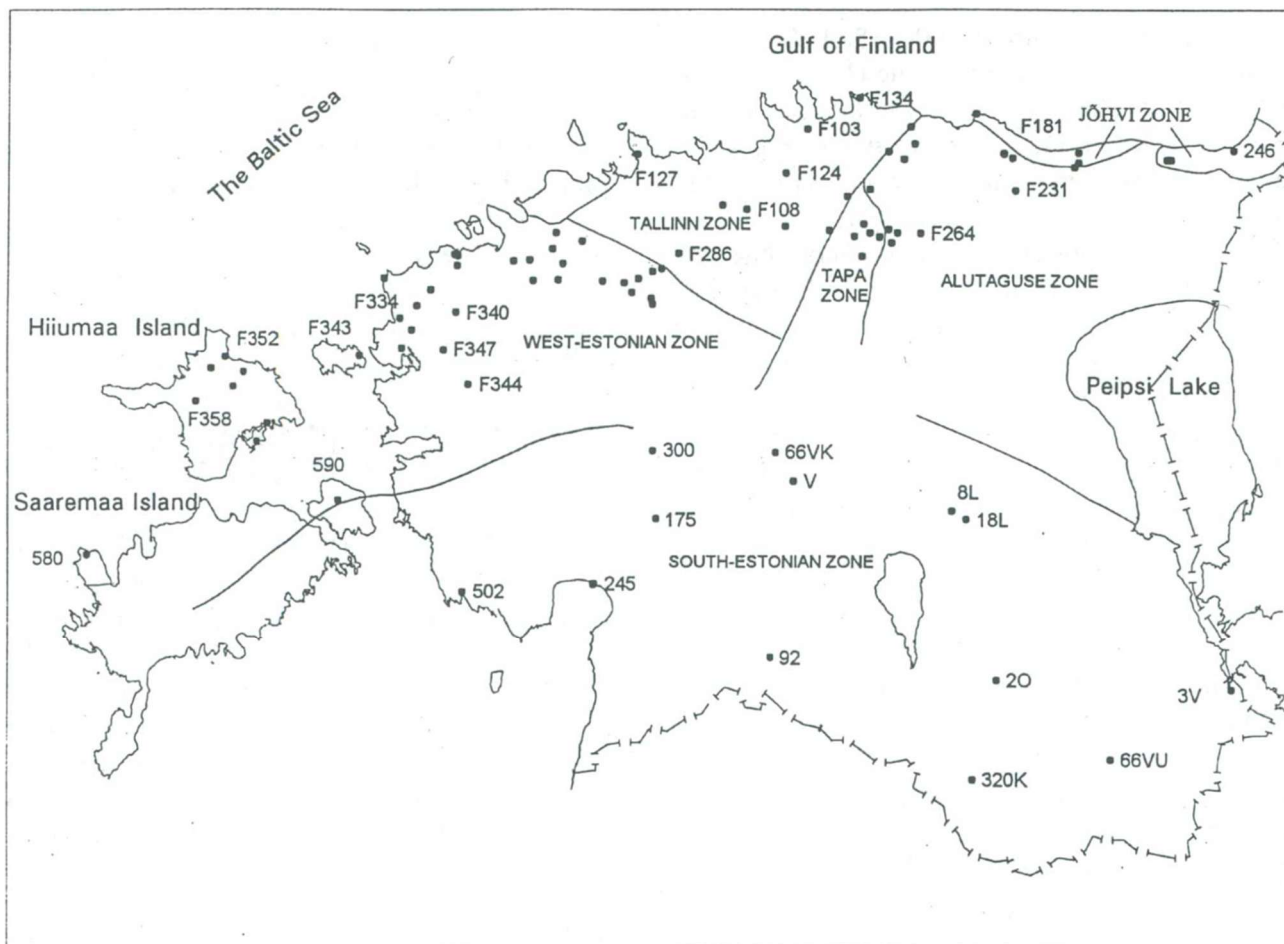 Gulf of Finland
The Baltic Sea
F134
F181
JÕHVI ZONE
F103
246
F127
F124
F231
F108
TALLINN ZONE
F264
F286
TAPA
ZONE
ALUTAGUSE ZONE
F334
Hiiumaa Island
F352
F343
F340
WEST-ESTONIAN ZONE
F347
F344
Peipsi Lake
F358
300
66VK
590
V
Saaremaa Island
8L
175
18L
580
SOUTH-ESTONIAN ZONE
502
245
92
2O
3V
66VU
320K